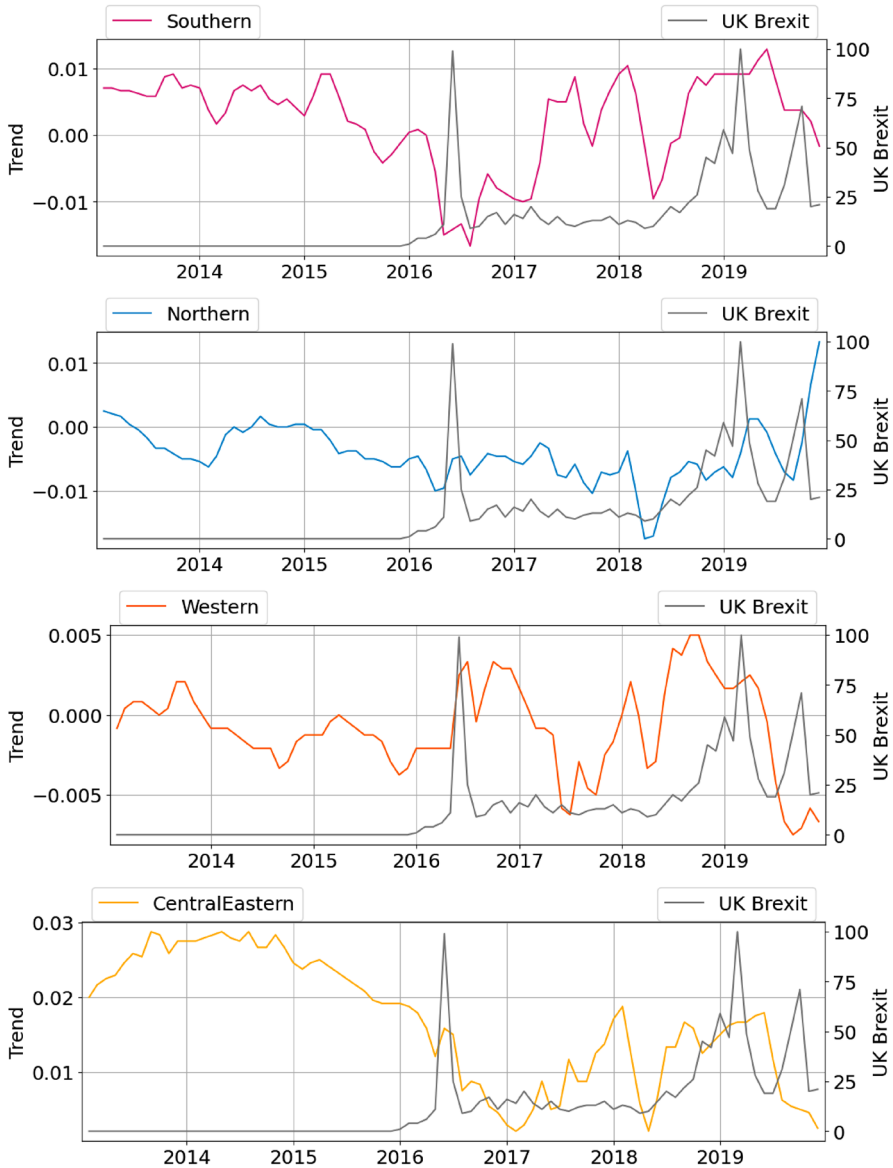 Southern UK Brexit
0.01 100
75
0.00 50
−0.01 25
0
Trend UK Brexit
2014 2015 2016 2017 2018 2019
Northern UK Brexit
0.01 100
75
0.00 50
−0.01 25
0
Trend UK Brexit
2014 2015 2016 2017 2018 2019
Western UK Brexit
0.005 100
75
0.000 50
−0.005 25
0
Trend UK Brexit
2014 2015 2016 2017 2018 2019
CentralEastern UK Brexit
0.03 100
75
0.02 50
0.01 25
0
Trend UK Brexit
2014 2015 2016 2017 2018 2019